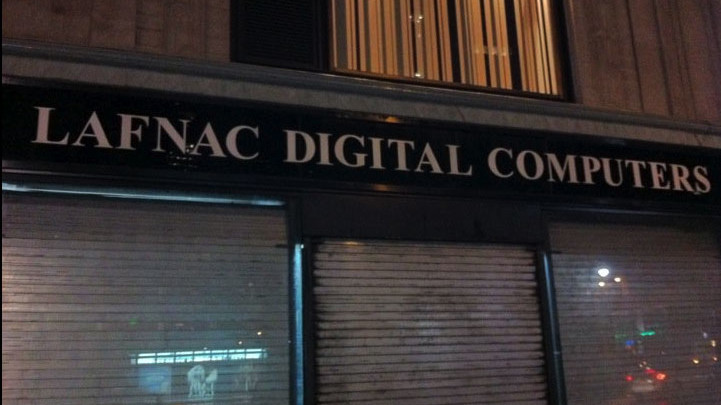 LAFNAC DIGITAL COMPUTERS